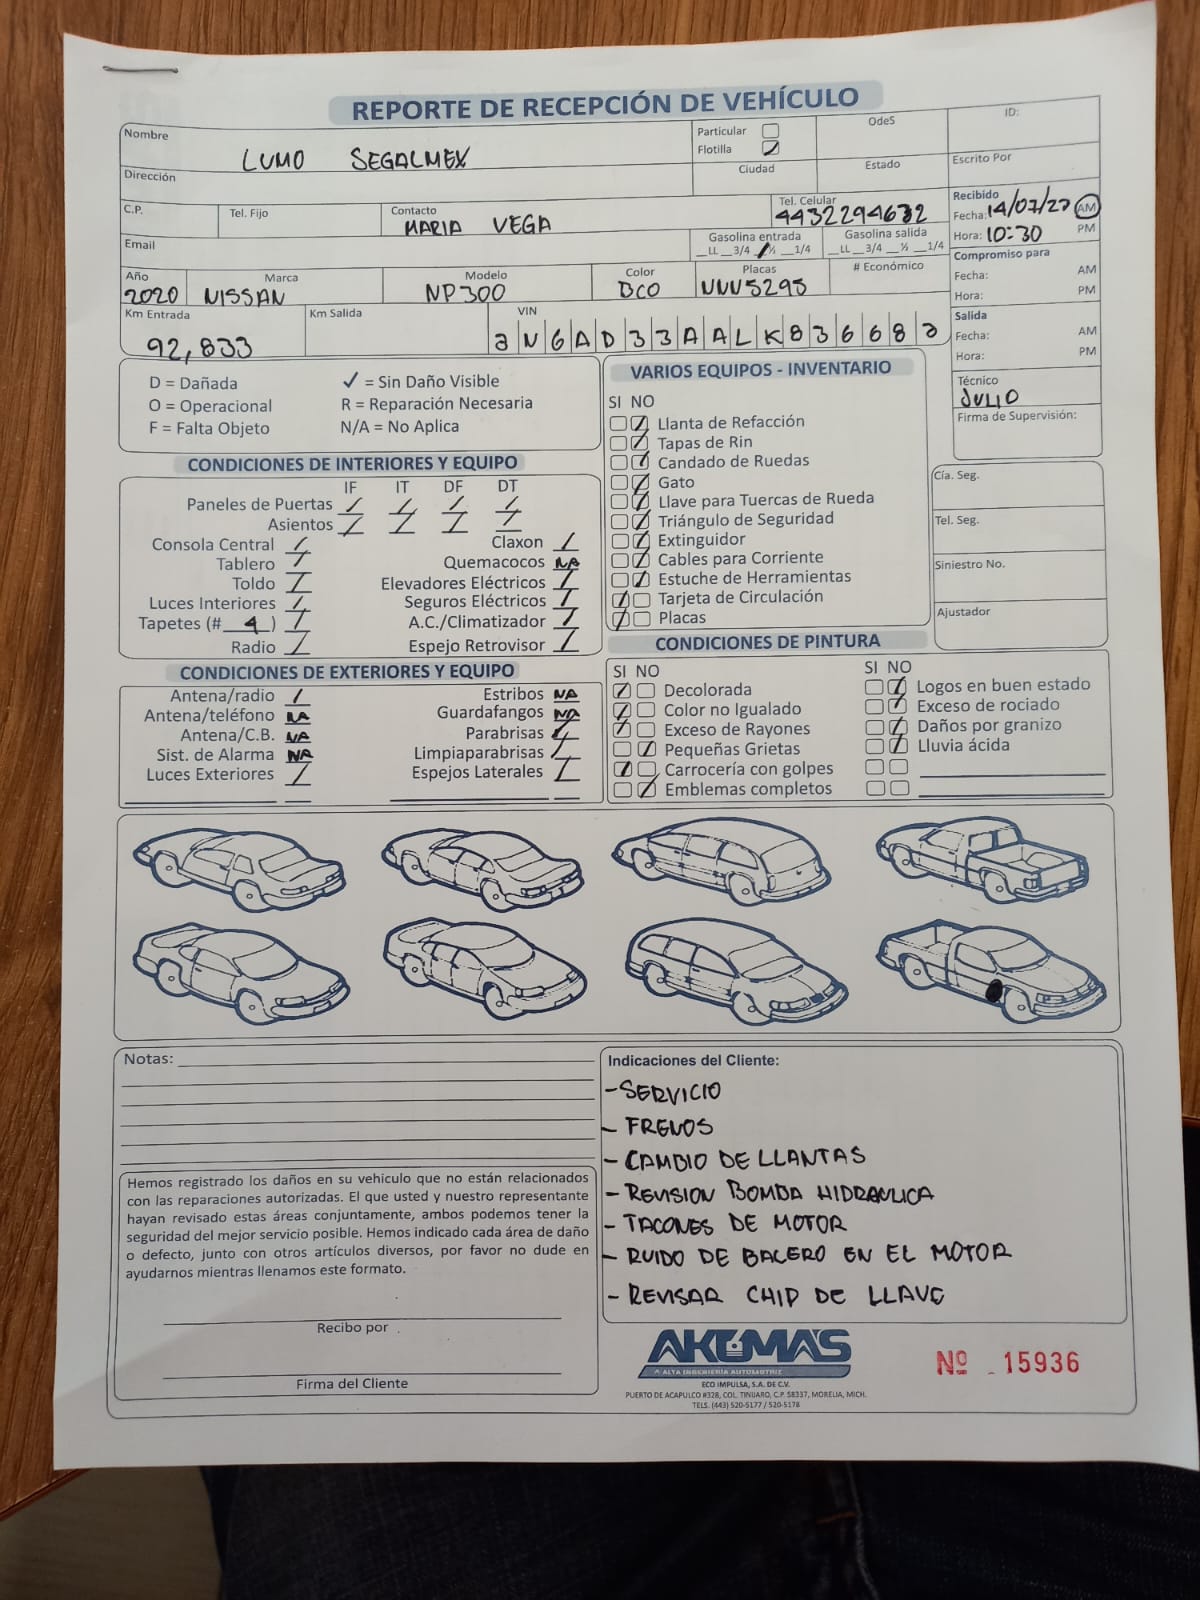 REPORTE DE RECEPCIÓN DE VEHÍCULO
Nombre LUMO SEGALMEX
Particular
Flotilla
OdeS
ID:
Dirección
Ciudad
Estado
Escrito Por
C.P.
Tel. Fijo
Contacto MARIA VEGA
Tel. Celular 4432294632
Recibido
Fecha: 14/07/27 AM
Hora: 10:30 PM
Email
Gasolina entrada
__LL __3/4 __½ __1/4
Gasolina salida
__LL __3/4 __½ __1/4
Año 2020
Marca NISSAN
Modelo NP300
Color BCO
Placas
# Económico
Compromiso para
Fecha: AM
Hora: PM
Km Entrada 92,833
Km Salida
VIN 3N6AD33AALK836683
Salida
Fecha: AM
Hora: PM
Técnico
JULIO
Firma de Supervisión:
D = Dañada
O = Operacional
F = Falta Objeto
✓ = Sin Daño Visible
R = Reparación Necesaria
N/A = No Aplica
CONDICIONES DE INTERIORES Y EQUIPO
IF IT DF DT
Paneles de Puertas
Asientos
Consola Central
Tablero
Toldo
Luces Interiores
Tapetes (# 4 )
Radio
Claxon
Quemacocos NA
Elevadores Eléctricos
Seguros Eléctricos
A.C./Climatizador
Espejo Retrovisor
VARIOS EQUIPOS - INVENTARIO
SI NO
Llanta de Refacción
Tapas de Rin
Candado de Ruedas
Gato
Llave para Tuercas de Rueda
Triángulo de Seguridad
Extinguidor
Cables para Corriente
Estuche de Herramientas
Tarjeta de Circulación
Placas
Cía. Seg.
Tel. Seg.
Siniestro No.
Ajustador
CONDICIONES DE EXTERIORES Y EQUIPO
Antena/radio
Antena/teléfono NA
Antena/C.B. NA
Sist. de Alarma NA
Luces Exteriores
Estribos NA
Guardafangos NA
Parabrisas
Limpiaparabrisas
Espejos Laterales
CONDICIONES DE PINTURA
SI NO
Decolorada
Color no Igualado
Exceso de Rayones
Pequeñas Grietas
Carrocería con golpes
Emblemas completos
SI NO
Logos en buen estado
Exceso de rociado
Daños por granizo
Lluvia ácida
Notas:
Hemos registrado los daños en su vehículo que no están relacionados
con las reparaciones autorizadas. El que usted y nuestro representante
hayan revisado estas áreas conjuntamente, ambos podemos tener la
seguridad del mejor servicio posible. Hemos indicado cada área de daño
o defecto, junto con otros artículos diversos, por favor no dude en
ayudarnos mientras llenamos este formato.
Recibo por
Firma del Cliente
Indicaciones del Cliente:
- SERVICIO
- FRENOS
- CAMBIO DE LLANTAS
- REVISION BOMBA HIDRAULICA
- TACONES DE MOTOR
- RUIDO DE BALERO EN EL MOTOR
- REVISAR CHIP DE LLAVE
AKUMAS
ALTA INGENIERÍA AUTOMOTRIZ
ECO IMPULSA, S.A. DE C.V.
PUERTO DE ACAPULCO #328, COL. TINIJARO, C.P. 58337, MORELIA, MICH.
TELS. (443) 520-5177 / 520-5178
Nº 15936